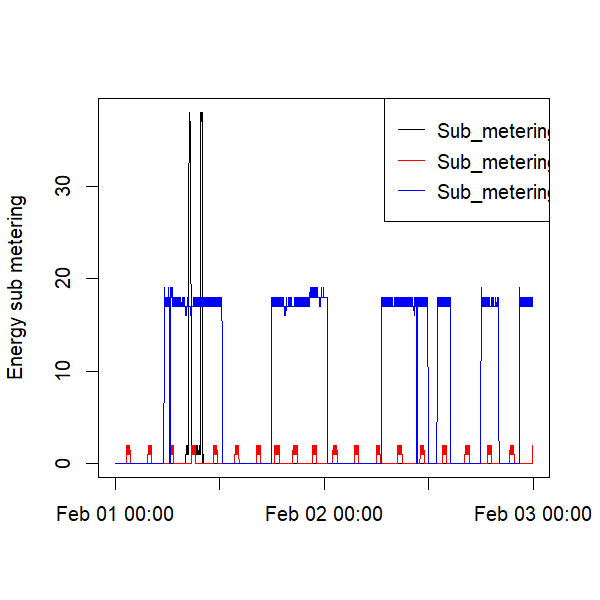 Sub_metering
Sub_metering
Sub_metering
Energy sub metering
30
20
10
0
Feb 01 00:00 Feb 02 00:00 Feb 03 00:00